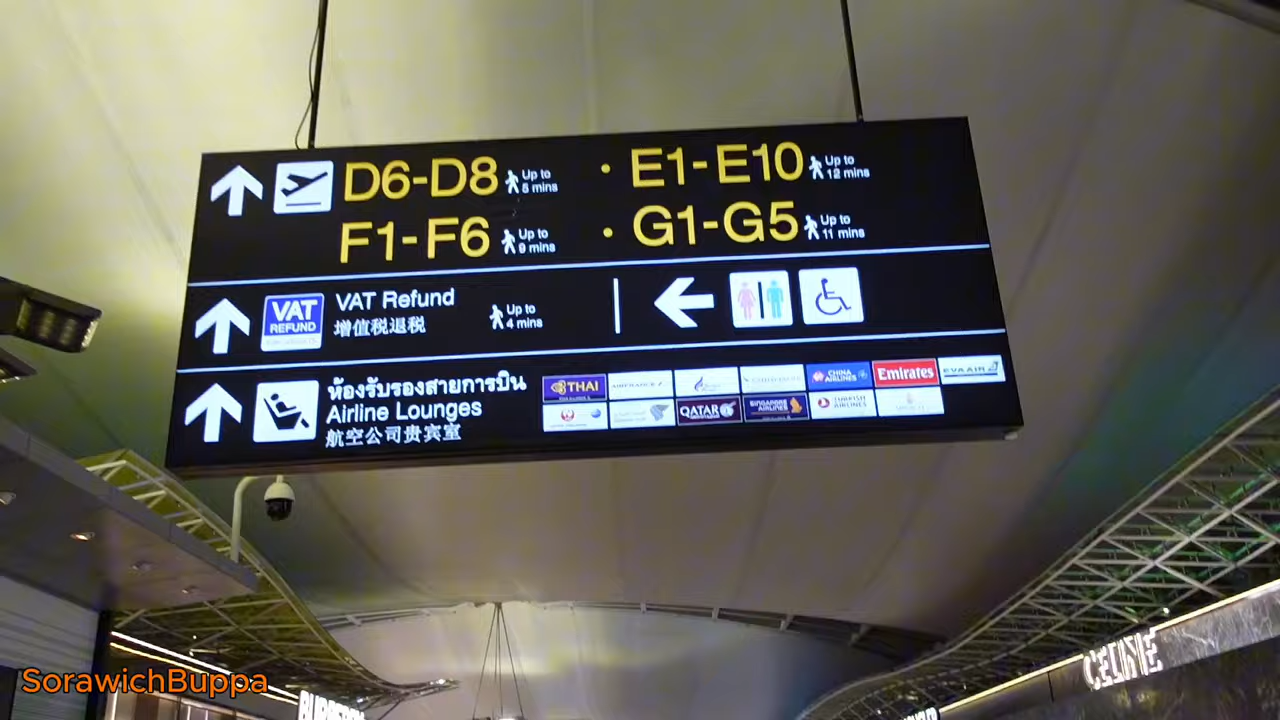 D6-D8 Up to 5 mins • E1-E10 Up to 12 mins
F1-F6 Up to 9 mins • G1-G5 Up to 11 mins
VAT REFUND
VAT Refund Up to 4 mins
增值税退税
ห้องรับรองสายการบิน
Airline Lounges
航空公司贵宾室
THAI AIRFRANCE CHINA AIRLINES Emirates EVA AIR
QATAR SINGAPORE AIRLINES TURKISH AIRLINES
CELINE
SorawichBuppa